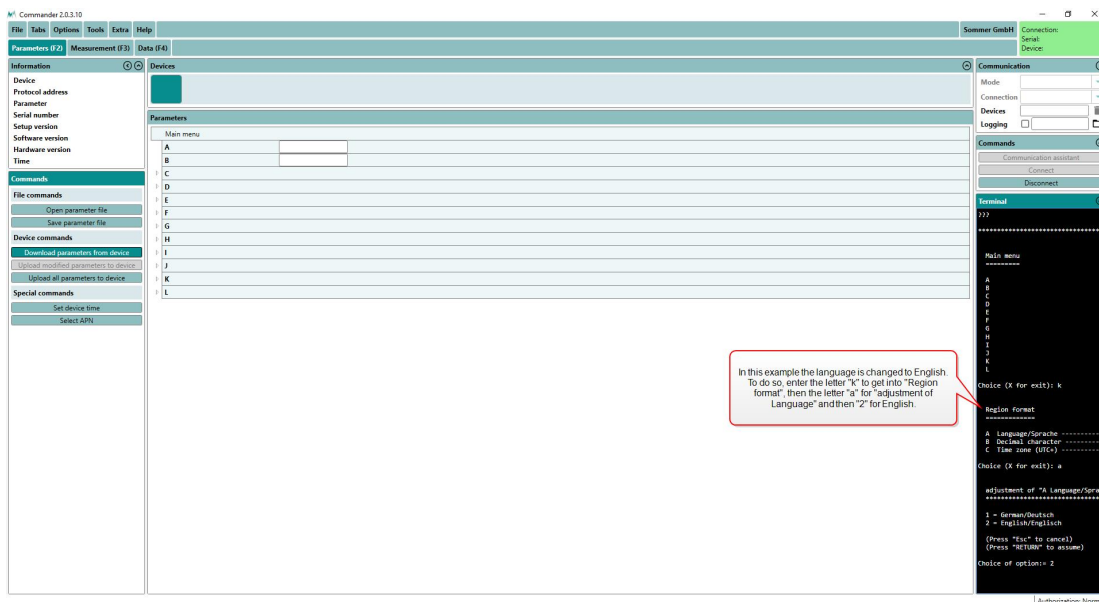 Commander 2.0.3.10
File Tabs Options Tools Extra Help
Sommer GmbH
Connection:
Serial:
Device:
Parameters (F2) Measurement (F3) Data (F4)
Information
Device
Protocol address
Parameter
Serial number
Setup version
Software version
Hardware version
Time
Commands
File commands
Open parameter file
Save parameter file
Device commands
Download parameters from device
Upload modified parameters to device
Upload all parameters to device
Special commands
Set device time
Select APN
Devices
Parameters
Main menu
A
B
C
D
E
F
G
H
I
J
K
L
In this example the language is changed to English.
To do so, enter the letter "k" to get into "Region
format", then the letter "a" for "adjustment of
Language" and then "2" for English.
Communication
Mode
Connection
Devices
Logging
Commands
Communication assistant
Connect
Disconnect
Terminal
???
********************************
Main menu
=========
A
B
C
D
E
F
G
H
I
J
K
L
Choice (X for exit): k
Region format
=============
A Language/Sprache ----------
B Decimal character ---------
C Time zone (UTC+) ----------
Choice (X for exit): a
adjustment of "A Language/Spra
******************************
1 = German/Deutsch
2 = English/Englisch
(Press "Esc" to cancel)
(Press "RETURN" to assume)
Choice of option:= 2
Authorization: Norm